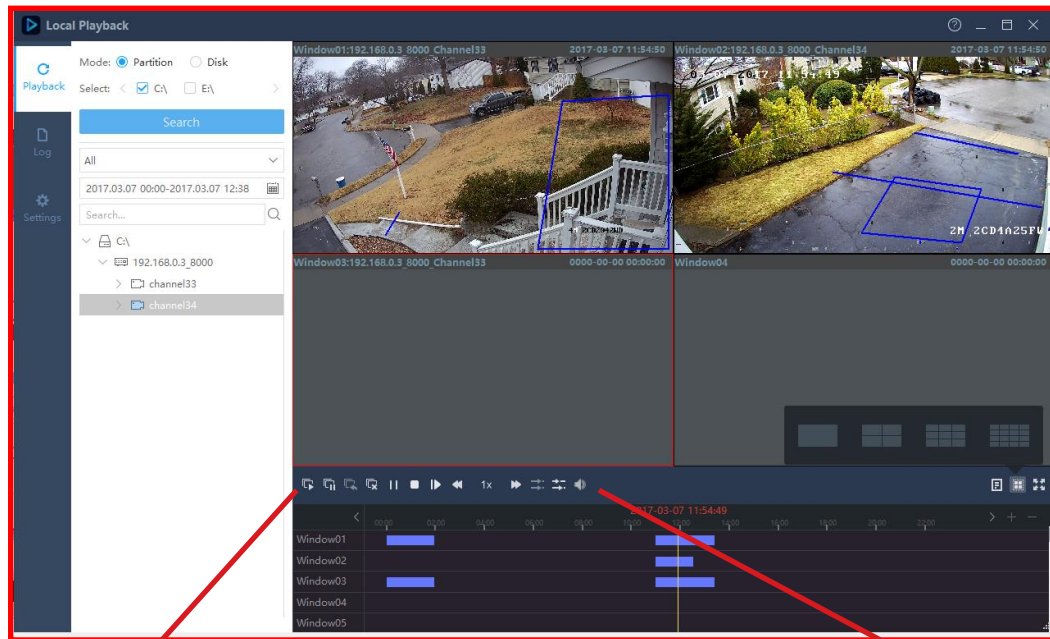 Local Playback
Playback
Log
Settings
Mode: Partition Disk
Select: C:\ E:\
Search
All
2017.03.07 00:00-2017.03.07 12:38
Search...
C:\
192.168.0.3_8000
channel33
channel34
Window01:192.168.0.3_8000_Channel33 2017-03-07 11:54:50
Window02:192.168.0.3_8000_Channel34 2017-03-07 11:54:50
2M 2CD4A25FW
Window03:192.168.0.3_8000_Channel33 0000-00-00 00:00:00
Window04 0000-00-00 00:00:00
1x
2017-03-07 11:54:49
00:00 02:00 04:00 06:00 08:00 10:00 12:00 14:00 16:00 18:00 20:00 22:00
Window01
Window02
Window03
Window04
Window05